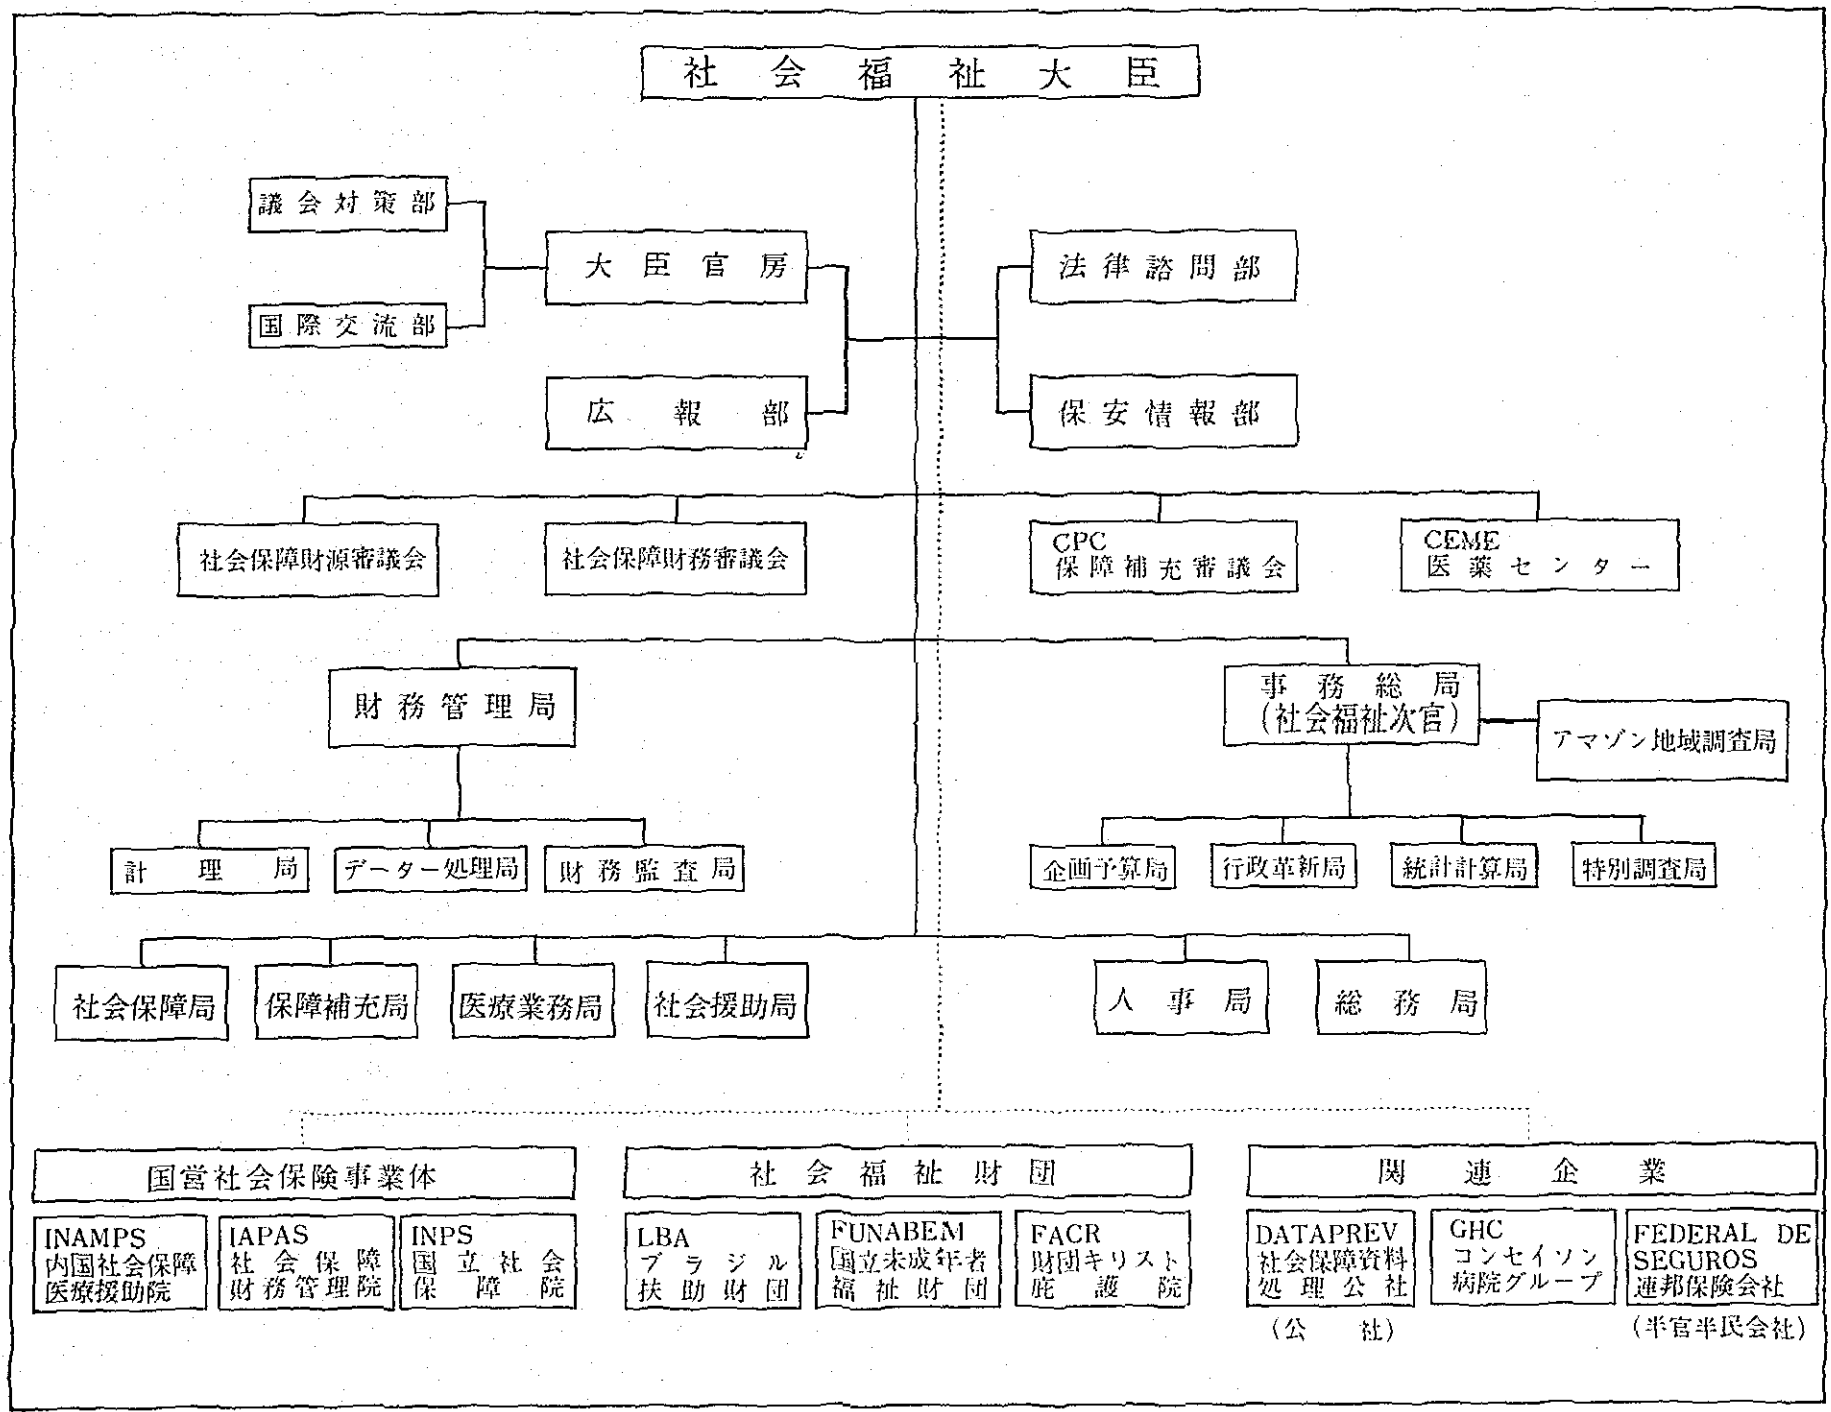 社会福祉大臣
議会対策部
大臣官房
法律諮問部
国際交流部
広報部
保安情報部
社会保障財源審議会
社会保障財務審議会
CPC
保障補充審議会
CEME
医薬センター
財務管理局
事務総局
(社会福祉次官)
アマゾン地域調査局
計理局
データー処理局
財務監査局
企画予算局
行政革新局
統計計算局
特別調査局
社会保障局
保障補充局
医療業務局
社会援助局
人事局
総務局
国営社会保険事業体
INAMPS
内国社会保障
医療援助院
IAPAS
社会保障
財務管理院
INPS
国立社会
保障院
社会福祉財団
LBA
ブラジル
扶助財団
FUNABEM
国立未成年者
福祉財団
FACR
財団キリスト
庇護院
関連企業
DATAPREV
社会保障資料
処理公社
(公社)
GHC
コンセイソン
病院グループ
FEDERAL DE
SEGUROS
連邦保険会社
(半官半民会社)